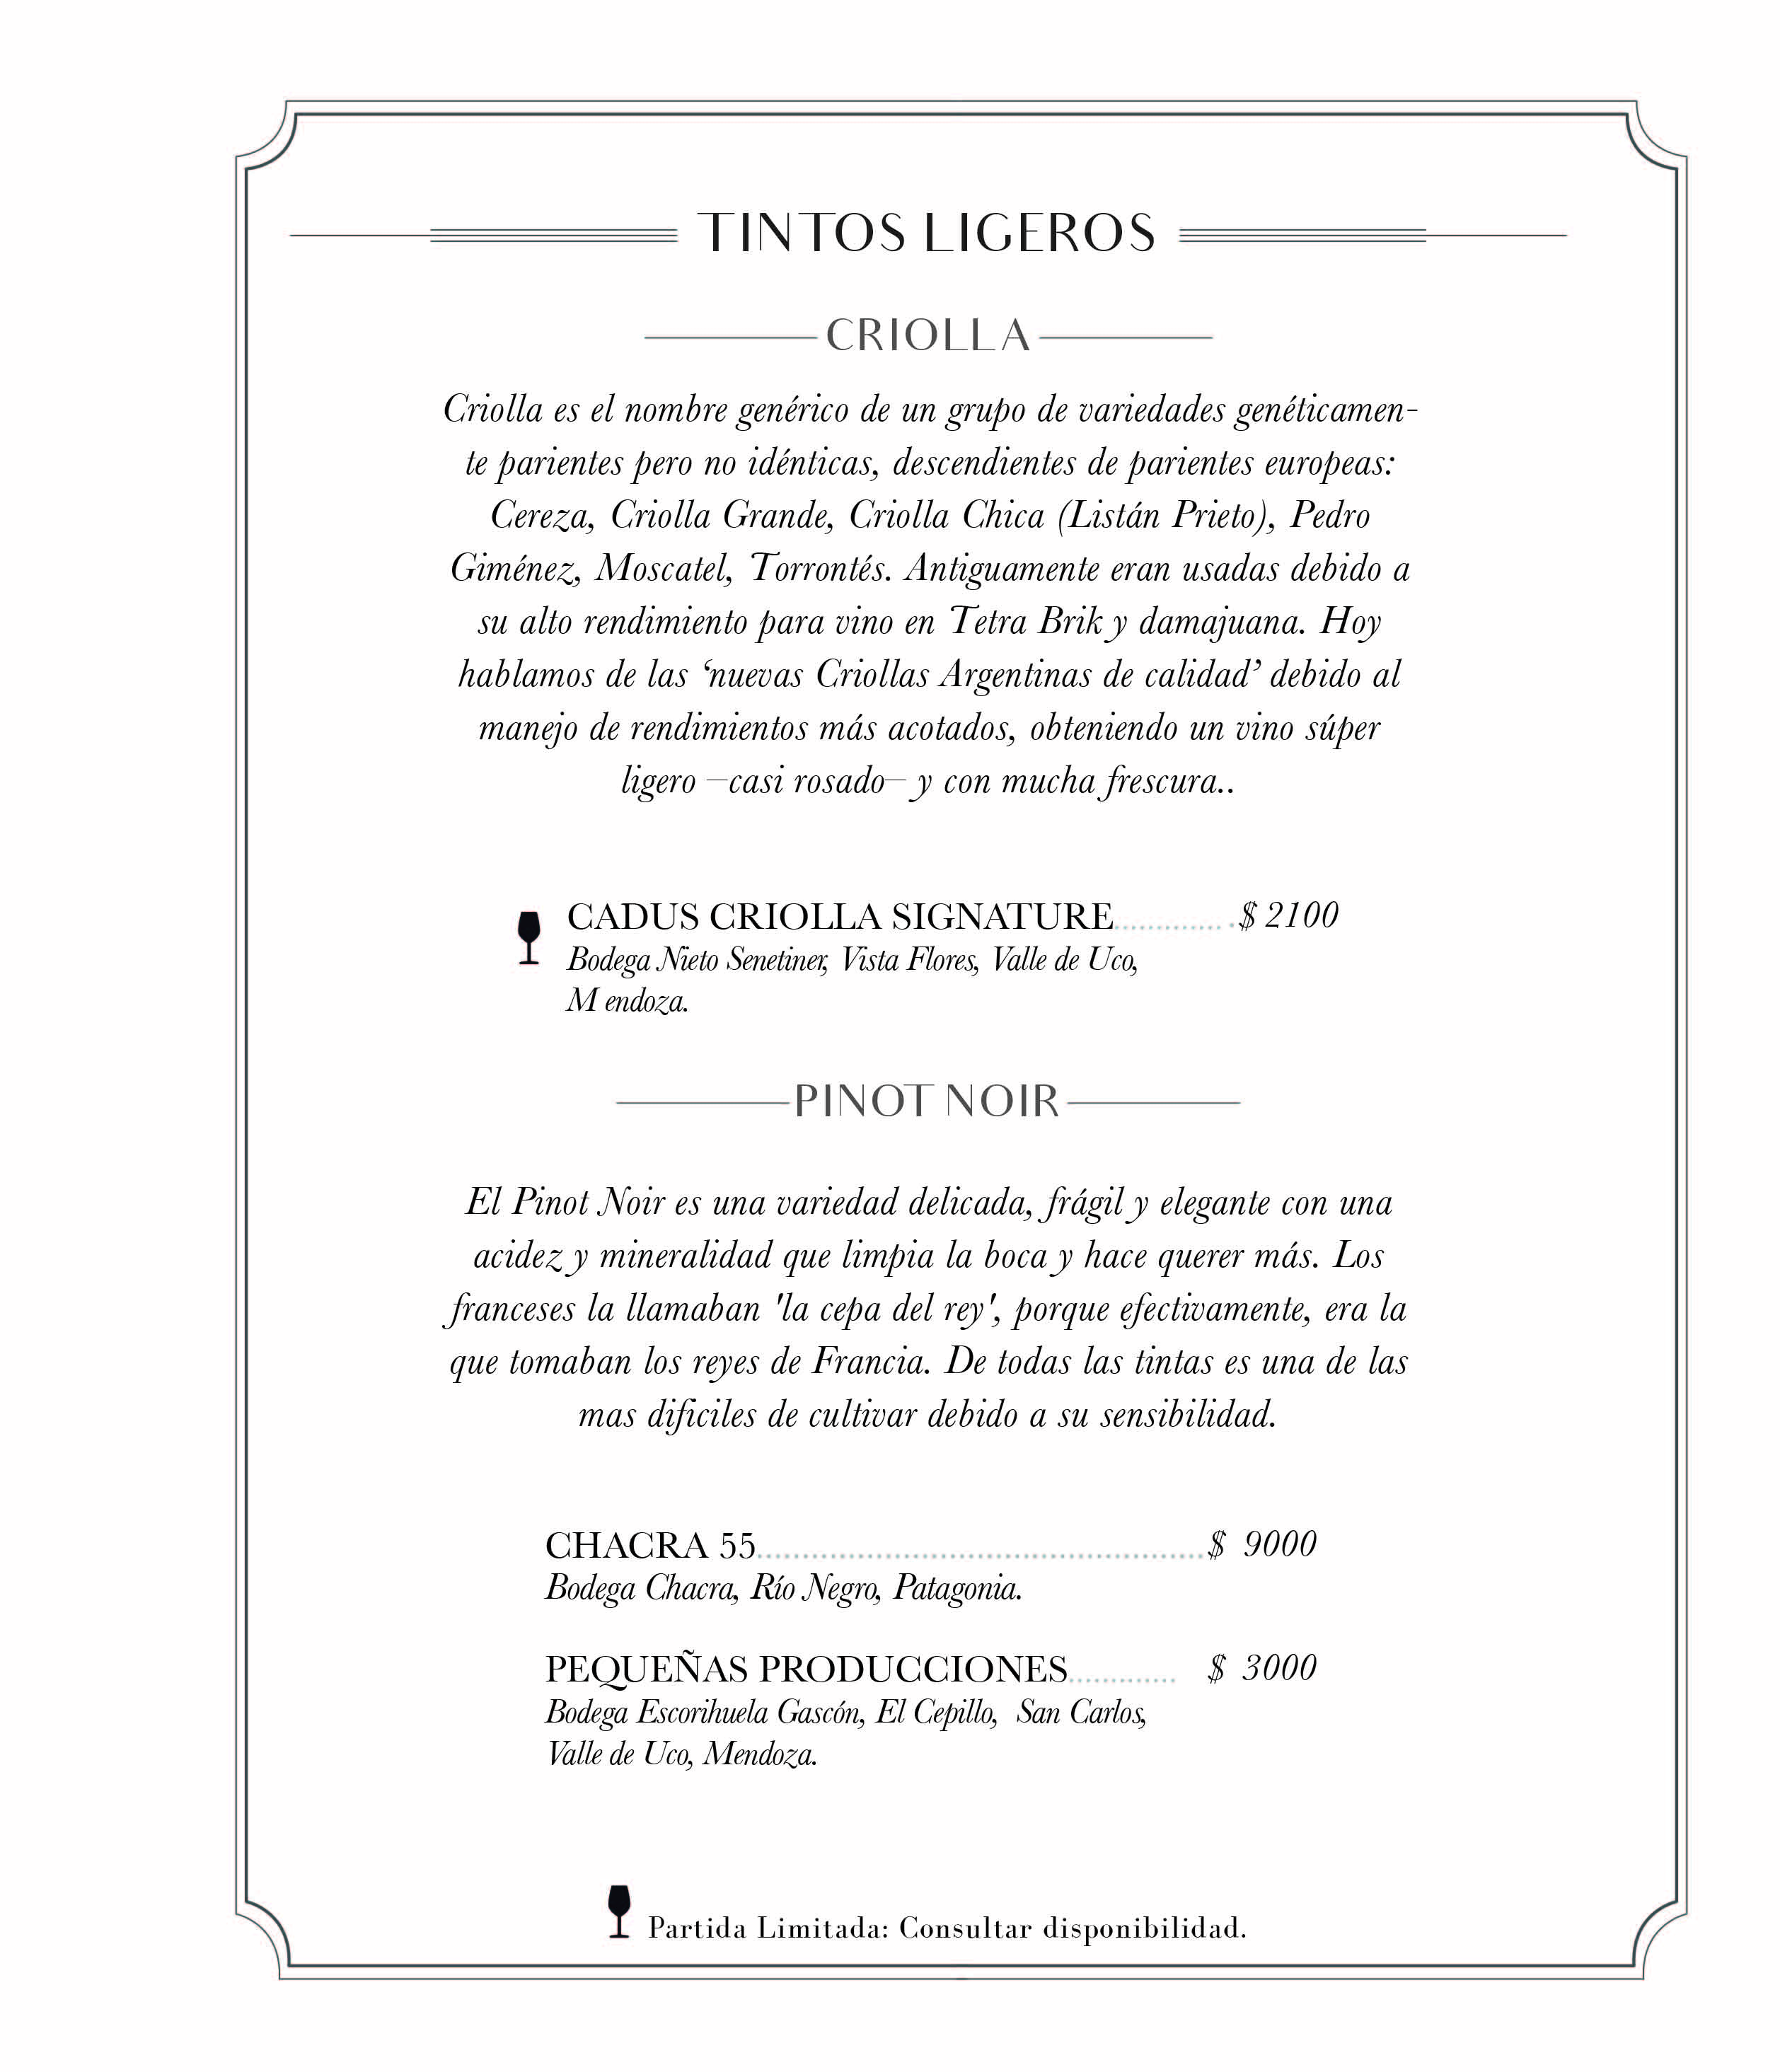 TINTOS LIGEROS
CRIOLLA
Criolla es el nombre genérico de un grupo de variedades genéticamen-
te parientes pero no idénticas, descendientes de parientes europeas:
Cereza, Criolla Grande, Criolla Chica (Listán Prieto), Pedro
Giménez, Moscatel, Torrontés. Antiguamente eran usadas debido a
su alto rendimiento para vino en Tetra Brik y damajuana. Hoy
hablamos de las ‘nuevas Criollas Argentinas de calidad’ debido al
manejo de rendimientos más acotados, obteniendo un vino súper
ligero –casi rosado– y con mucha frescura..
CADUS CRIOLLA SIGNATURE............. $ 2100
Bodega Nieto Senetiner, Vista Flores, Valle de Uco,
M endoza.
PINOT NOIR
El Pinot Noir es una variedad delicada, frágil y elegante con una
acidez y mineralidad que limpia la boca y hace querer más. Los
franceses la llamaban 'la cepa del rey', porque efectivamente, era la
que tomaban los reyes de Francia. De todas las tintas es una de las
mas dificiles de cultivar debido a su sensibilidad.
CHACRA 55........................................$ 9000
Bodega Chacra, Río Negro, Patagonia.
PEQUEÑAS PRODUCCIONES............ $ 3000
Bodega Escorihuela Gascón, El Cepillo, San Carlos,
Valle de Uco, Mendoza.
Partida Limitada: Consultar disponibilidad.